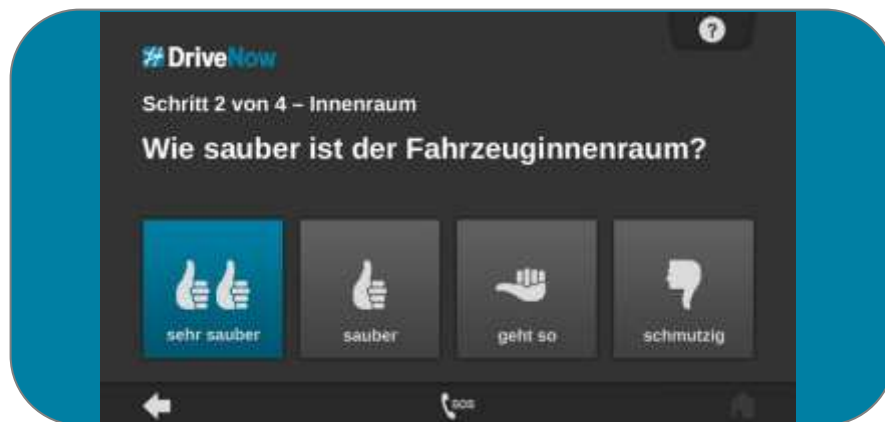 ?
DriveNow
Schritt 2 von 4 – Innenraum
Wie sauber ist der Fahrzeuginnenraum?
sehr sauber
sauber
geht so
schmutzig
SOS